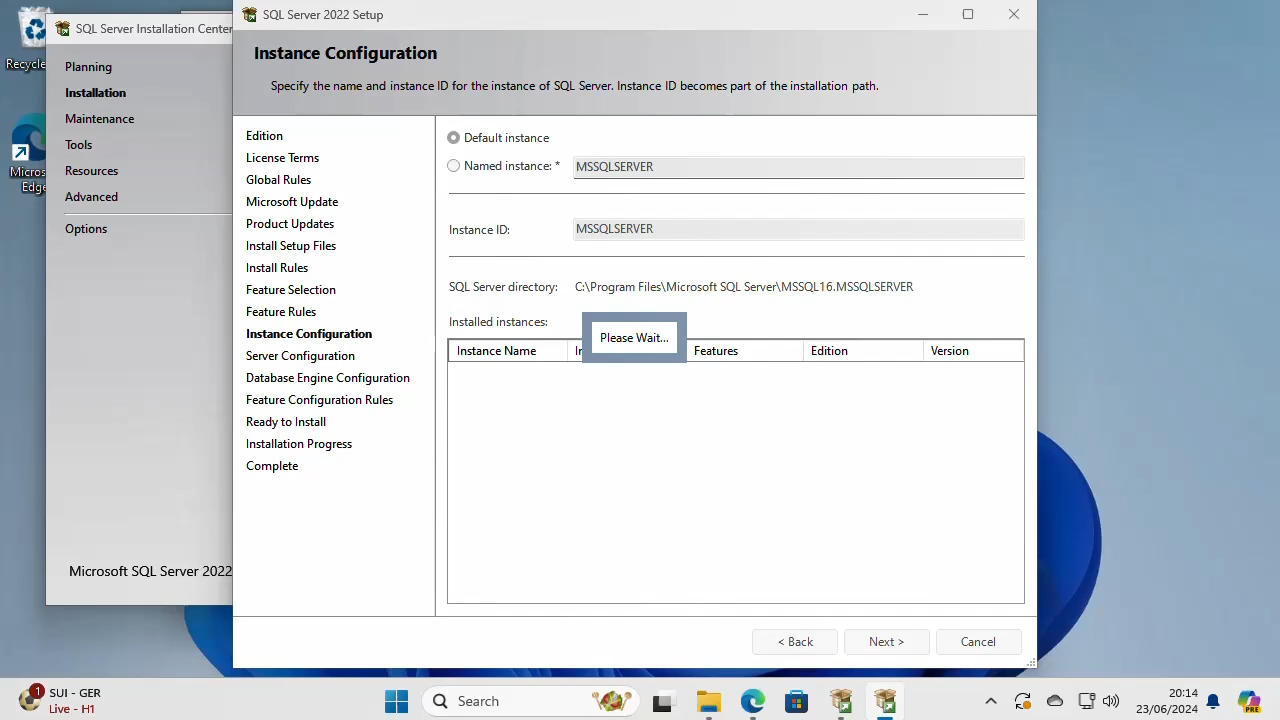 SQL Server 2022 Setup
SQL Server Installation Center
Instance Configuration
Specify the name and instance ID for the instance of SQL Server. Instance ID becomes part of the installation path.
Planning
Installation
Maintenance
Tools
Resources
Advanced
Options
Microsoft SQL Server 2022
Edition
License Terms
Global Rules
Microsoft Update
Product Updates
Install Setup Files
Install Rules
Feature Selection
Feature Rules
Instance Configuration
Server Configuration
Database Engine Configuration
Feature Configuration Rules
Ready to Install
Installation Progress
Complete
Default instance
Named instance: * MSSQLSERVER
Instance ID: MSSQLSERVER
SQL Server directory: C:\Program Files\Microsoft SQL Server\MSSQL16.MSSQLSERVER
Installed instances:
Please Wait...
Instance Name Features Edition Version
< Back Next > Cancel
1
SUI - GER
Live - H1
Search
20:14
23/06/2024
PRE